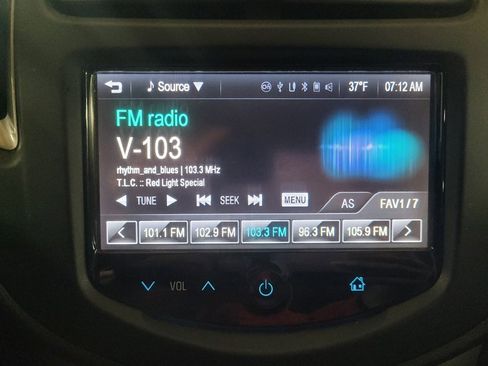 Source 37°F 07:12 AM
FM radio
V-103
rhythm_and_blues | 103.3 MHz
T.L.C. :: Red Light Special
TUNE SEEK MENU AS FAV1/7
101.1 FM 102.9 FM 103.3 FM 96.3 FM 105.9 FM
VOL